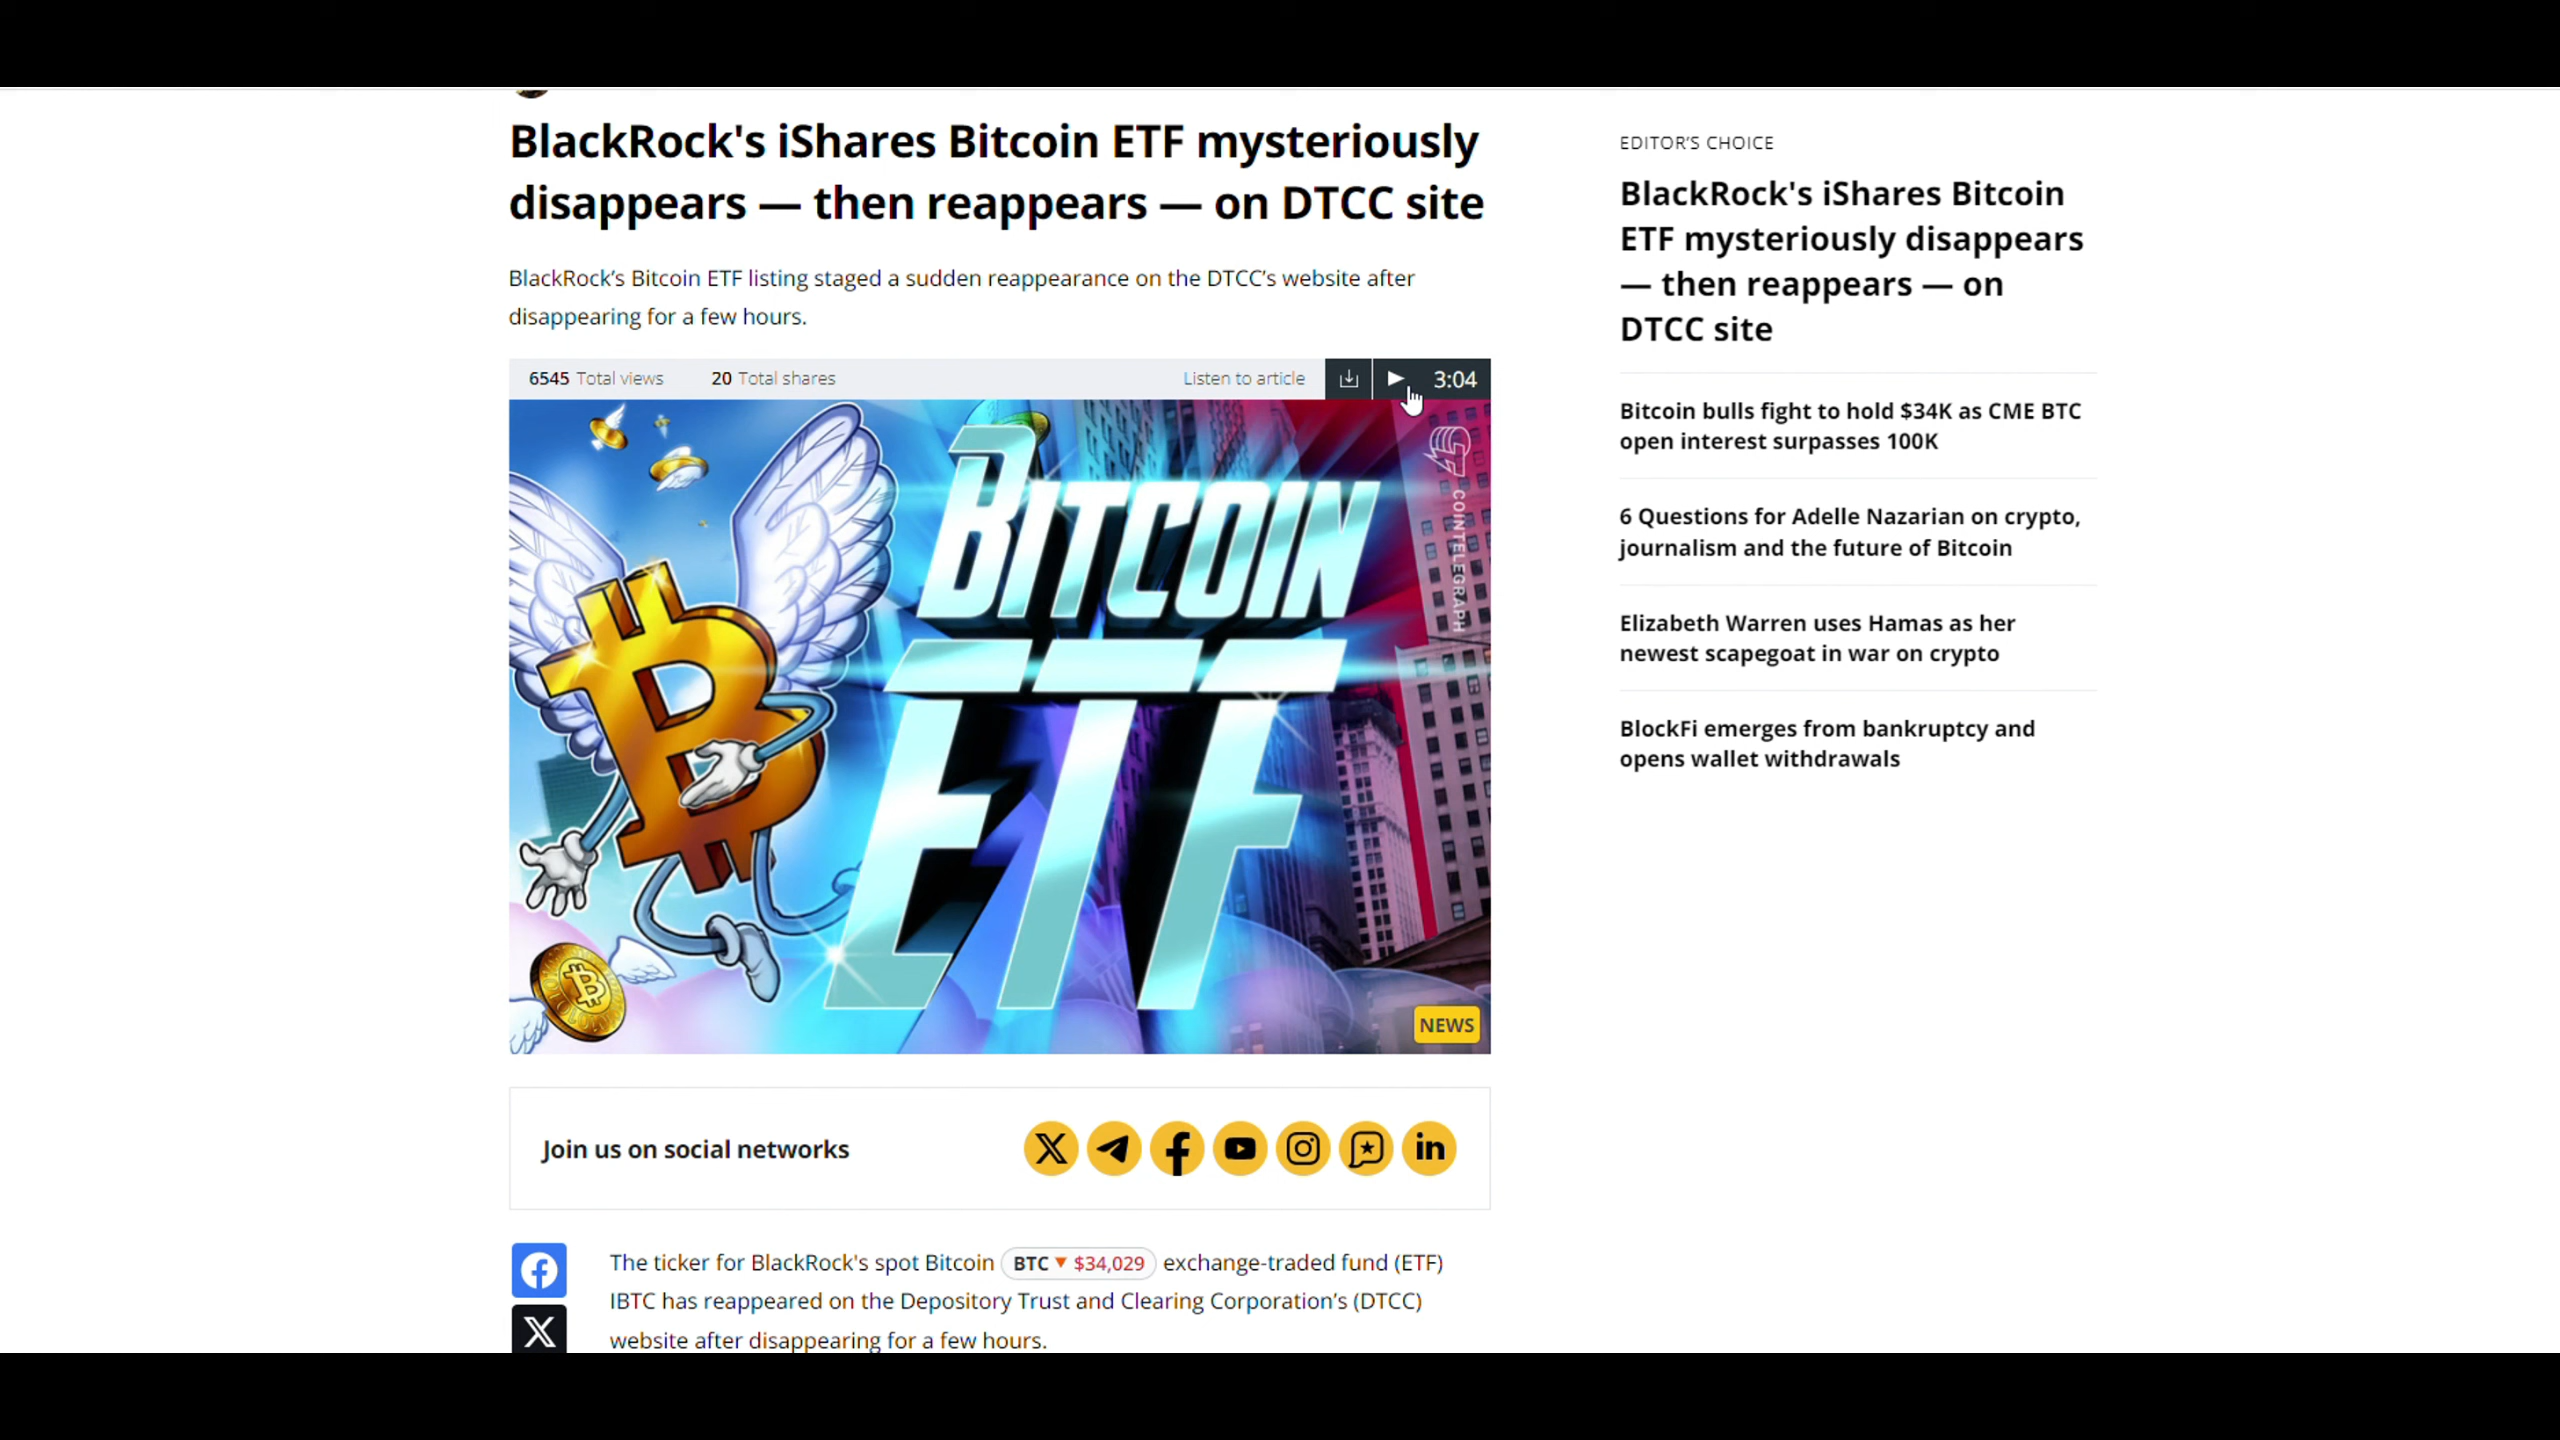 BlackRock's iShares Bitcoin ETF mysteriously
disappears — then reappears — on DTCC site
BlackRock’s Bitcoin ETF listing staged a sudden reappearance on the DTCC’s website after
disappearing for a few hours.
6545 Total views 20 Total shares Listen to article 3:04
BITCOIN
ETF
COINTELEGRAPH
NEWS
Join us on social networks
The ticker for BlackRock's spot Bitcoin BTC ▼ $34,029 exchange-traded fund (ETF)
IBTC has reappeared on the Depository Trust and Clearing Corporation’s (DTCC)
website after disappearing for a few hours.
EDITOR’S CHOICE
BlackRock's iShares Bitcoin
ETF mysteriously disappears
— then reappears — on
DTCC site
Bitcoin bulls fight to hold $34K as CME BTC
open interest surpasses 100K
6 Questions for Adelle Nazarian on crypto,
journalism and the future of Bitcoin
Elizabeth Warren uses Hamas as her
newest scapegoat in war on crypto
BlockFi emerges from bankruptcy and
opens wallet withdrawals